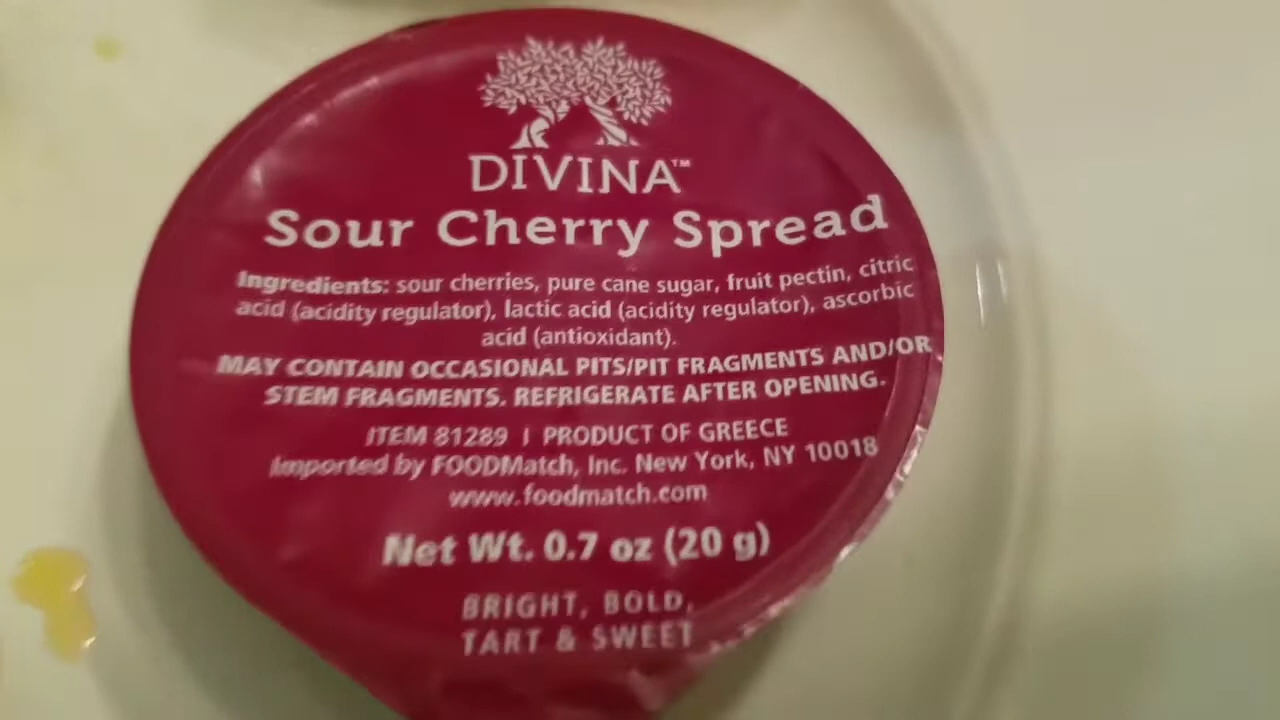 DIVINA™
Sour Cherry Spread
Ingredients: sour cherries, pure cane sugar, fruit pectin, citric
acid (acidity regulator), lactic acid (acidity regulator), ascorbic
acid (antioxidant).
MAY CONTAIN OCCASIONAL PITS/PIT FRAGMENTS AND/OR
STEM FRAGMENTS. REFRIGERATE AFTER OPENING.
ITEM 81289 | PRODUCT OF GREECE
Imported by FOODMatch, Inc. New York, NY 10018
www.foodmatch.com
Net Wt. 0.7 oz (20 g)
BRIGHT, BOLD,
TART & SWEET